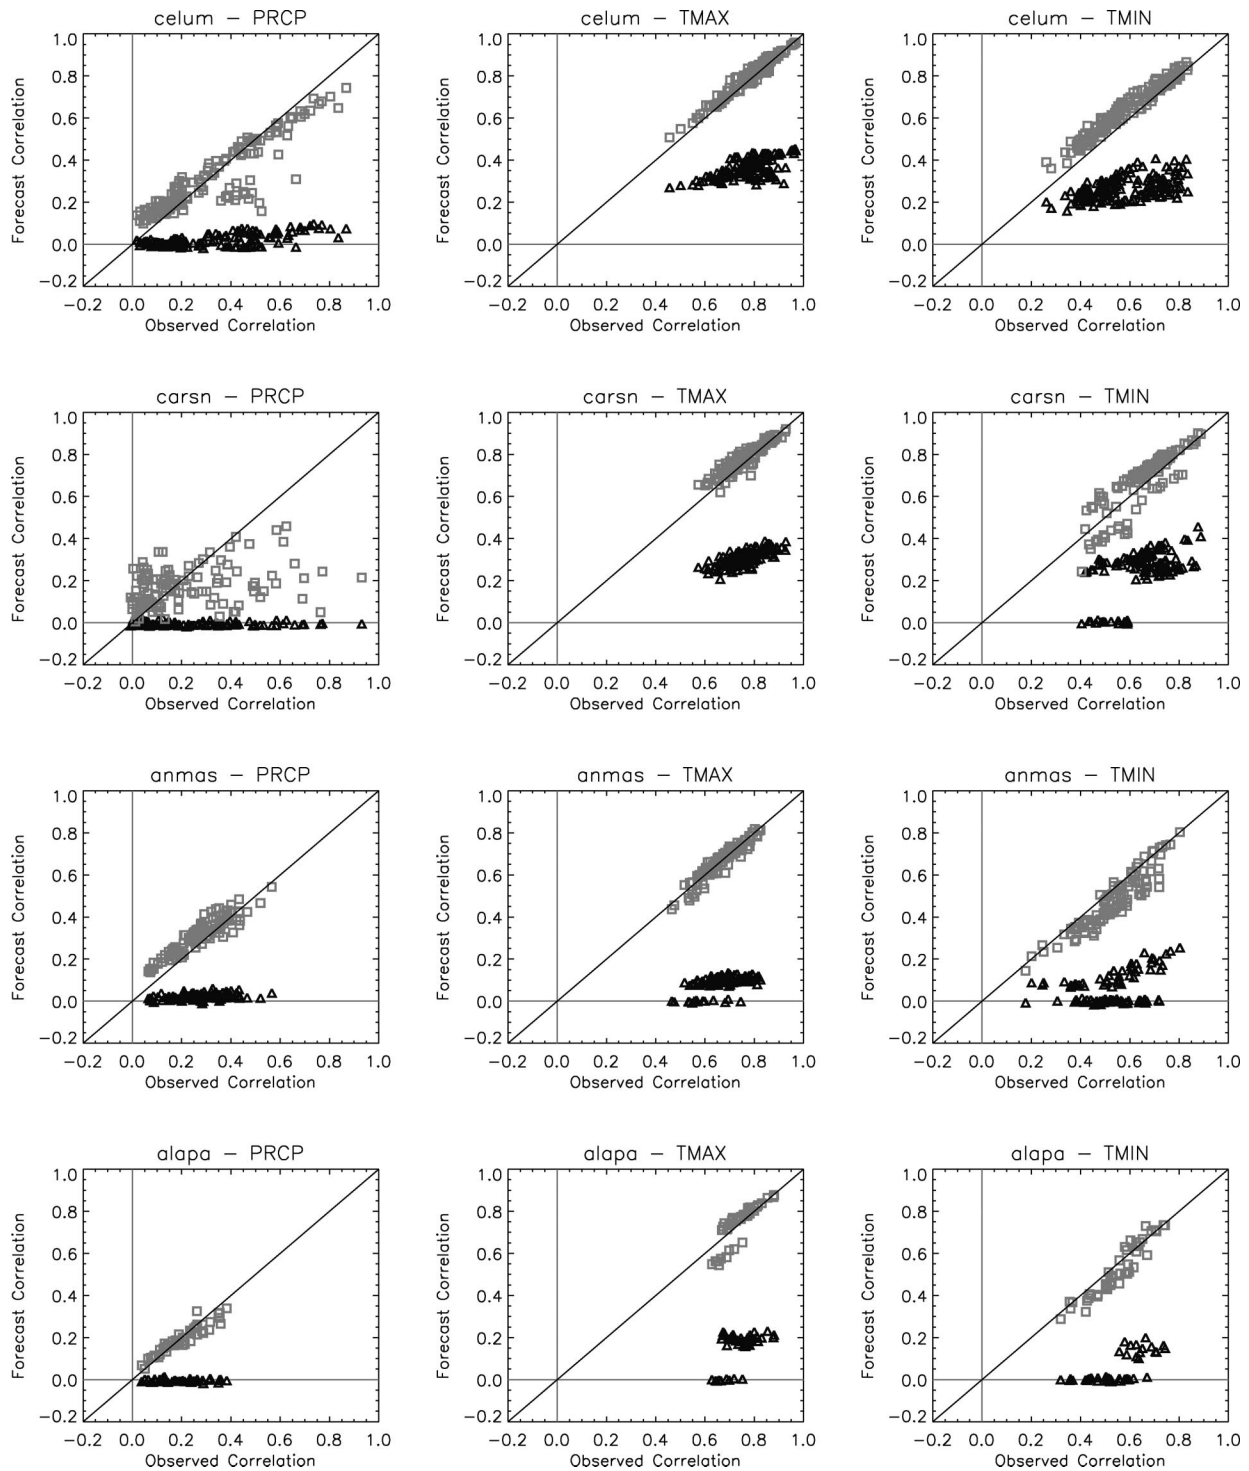 celum – PRCP
1.0
0.8
0.6
0.4
0.2
0.0
−0.2
Forecast Correlation
−0.2 0.0 0.2 0.4 0.6 0.8 1.0
Observed Correlation
celum – TMAX
1.0
0.8
0.6
0.4
0.2
0.0
−0.2
Forecast Correlation
−0.2 0.0 0.2 0.4 0.6 0.8 1.0
Observed Correlation
celum – TMIN
1.0
0.8
0.6
0.4
0.2
0.0
−0.2
Forecast Correlation
−0.2 0.0 0.2 0.4 0.6 0.8 1.0
Observed Correlation
carsn – PRCP
1.0
0.8
0.6
0.4
0.2
0.0
−0.2
Forecast Correlation
−0.2 0.0 0.2 0.4 0.6 0.8 1.0
Observed Correlation
carsn – TMAX
1.0
0.8
0.6
0.4
0.2
0.0
−0.2
Forecast Correlation
−0.2 0.0 0.2 0.4 0.6 0.8 1.0
Observed Correlation
carsn – TMIN
1.0
0.8
0.6
0.4
0.2
0.0
−0.2
Forecast Correlation
−0.2 0.0 0.2 0.4 0.6 0.8 1.0
Observed Correlation
anmas – PRCP
1.0
0.8
0.6
0.4
0.2
0.0
−0.2
Forecast Correlation
−0.2 0.0 0.2 0.4 0.6 0.8 1.0
Observed Correlation
anmas – TMAX
1.0
0.8
0.6
0.4
0.2
0.0
−0.2
Forecast Correlation
−0.2 0.0 0.2 0.4 0.6 0.8 1.0
Observed Correlation
anmas – TMIN
1.0
0.8
0.6
0.4
0.2
0.0
−0.2
Forecast Correlation
−0.2 0.0 0.2 0.4 0.6 0.8 1.0
Observed Correlation
alapa – PRCP
1.0
0.8
0.6
0.4
0.2
0.0
−0.2
Forecast Correlation
−0.2 0.0 0.2 0.4 0.6 0.8 1.0
Observed Correlation
alapa – TMAX
1.0
0.8
0.6
0.4
0.2
0.0
−0.2
Forecast Correlation
−0.2 0.0 0.2 0.4 0.6 0.8 1.0
Observed Correlation
alapa – TMIN
1.0
0.8
0.6
0.4
0.2
0.0
−0.2
Forecast Correlation
−0.2 0.0 0.2 0.4 0.6 0.8 1.0
Observed Correlation